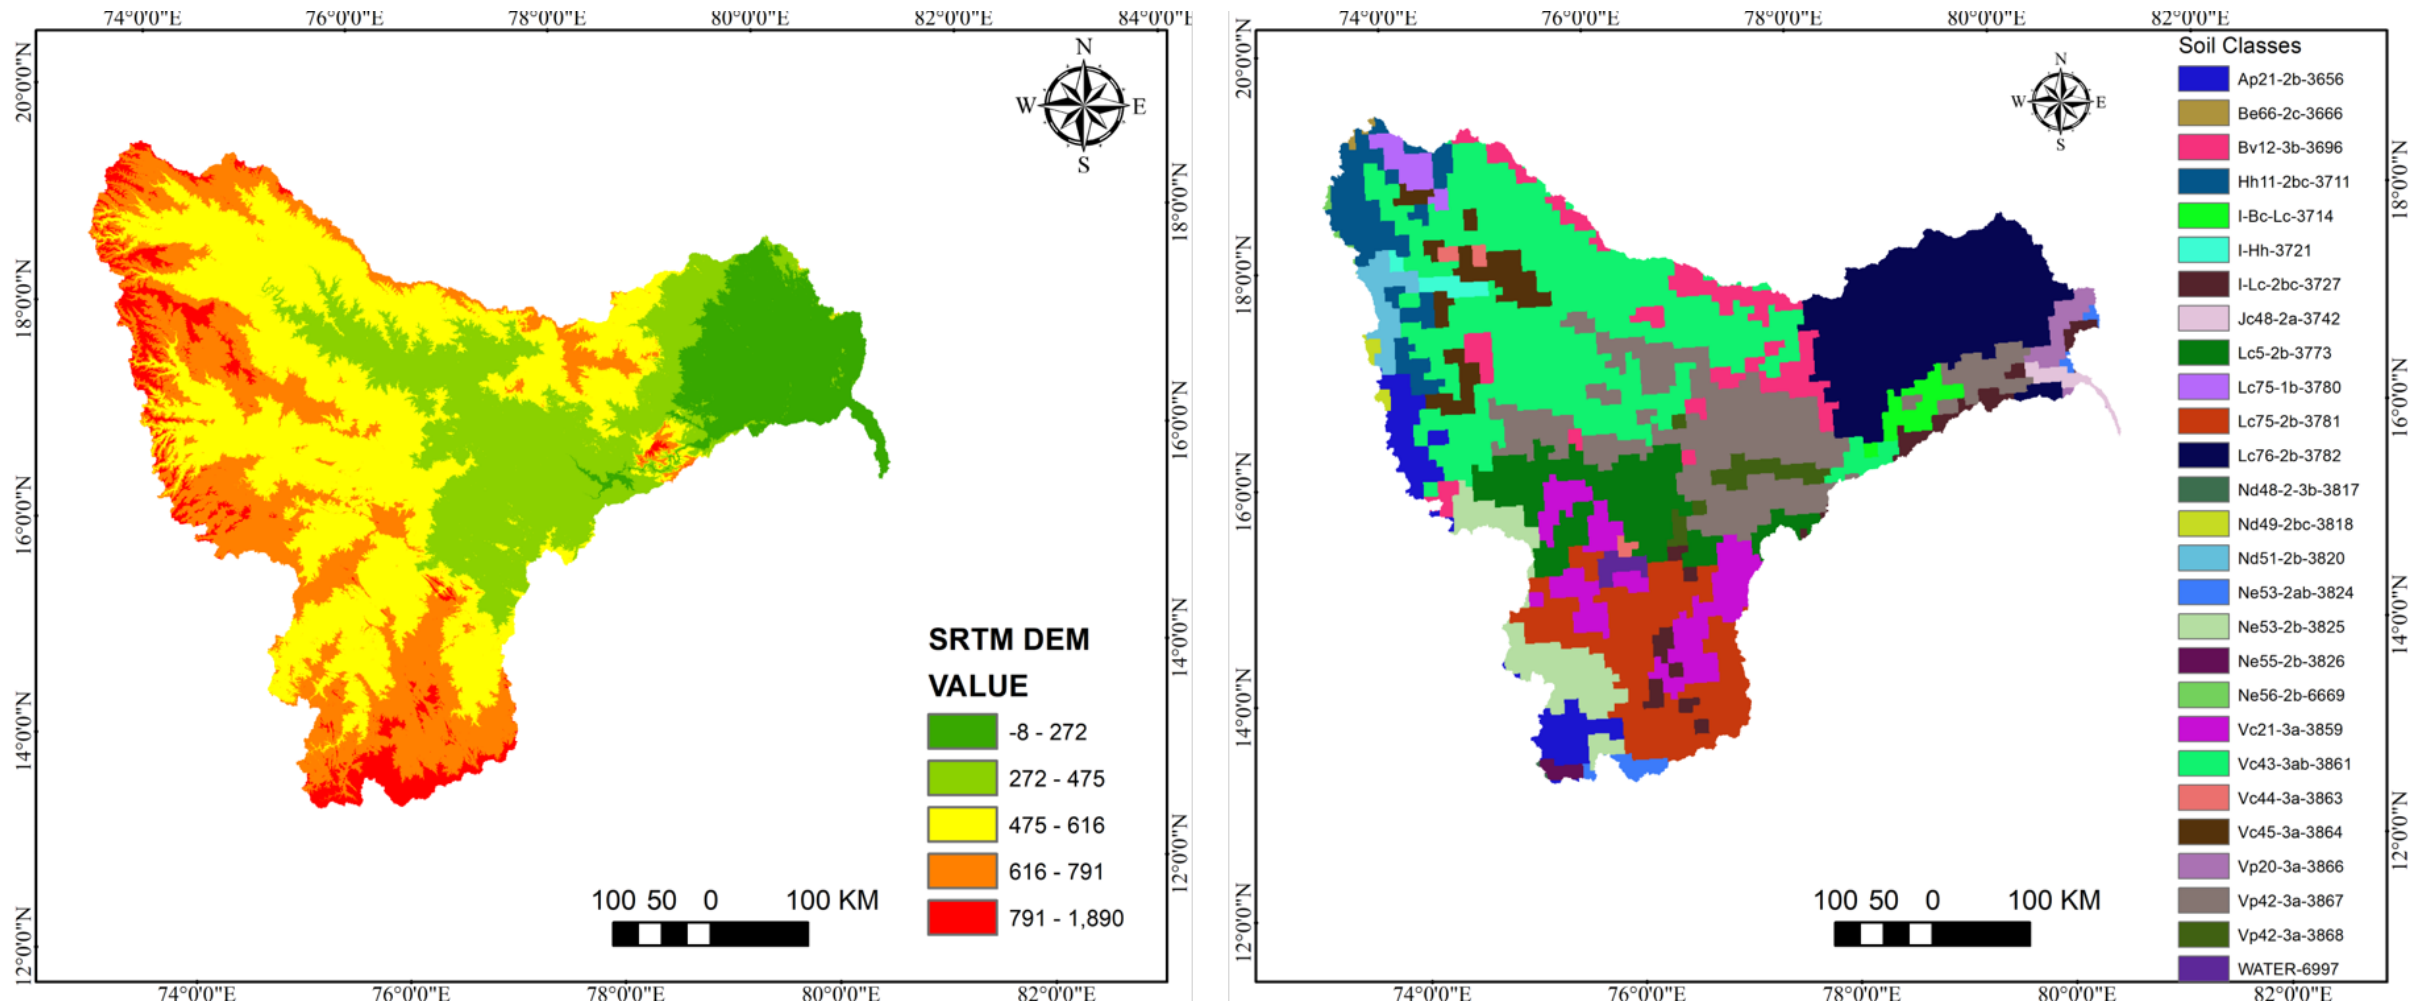 74°0'0"E 76°0'0"E 78°0'0"E 80°0'0"E 82°0'0"E 84°0'0"E
20°0'0"N
18°0'0"N
16°0'0"N
14°0'0"N
12°0'0"N
N
W E
S
18°0'0"N
16°0'0"N
14°0'0"N
12°0'0"N
SRTM DEM
VALUE
-8 - 272
272 - 475
475 - 616
616 - 791
791 - 1,890
100 50 0 100 KM
74°0'0"E 76°0'0"E 78°0'0"E 80°0'0"E 82°0'0"E
74°0'0"E 76°0'0"E 78°0'0"E 80°0'0"E 82°0'0"E
20°0'0"N
18°0'0"N
16°0'0"N
14°0'0"N
12°0'0"N
N
W E
S
Soil Classes
Ap21-2b-3656
Be66-2c-3666
Bv12-3b-3696
Hh11-2bc-3711
I-Bc-Lc-3714
I-Hh-3721
I-Lc-2bc-3727
Jc48-2a-3742
Lc5-2b-3773
Lc75-1b-3780
Lc75-2b-3781
Lc76-2b-3782
Nd48-2-3b-3817
Nd49-2bc-3818
Nd51-2b-3820
Ne53-2ab-3824
Ne53-2b-3825
Ne55-2b-3826
Ne56-2b-6669
Vc21-3a-3859
Vc43-3ab-3861
Vc44-3a-3863
Vc45-3a-3864
Vp20-3a-3866
Vp42-3a-3867
Vp42-3a-3868
WATER-6997
18°0'0"N
16°0'0"N
14°0'0"N
12°0'0"N
100 50 0 100 KM
74°0'0"E 76°0'0"E 78°0'0"E 80°0'0"E 82°0'0"E